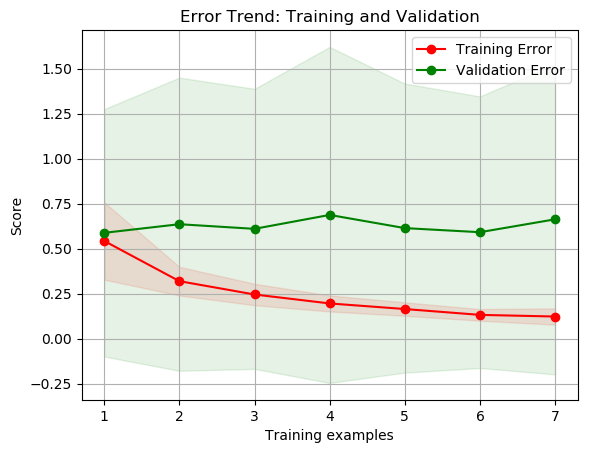 Error Trend: Training and Validation
Training Error
Validation Error
Score
1.50
1.25
1.00
0.75
0.50
0.25
0.00
−0.25
1 2 3 4 5 6 7
Training examples